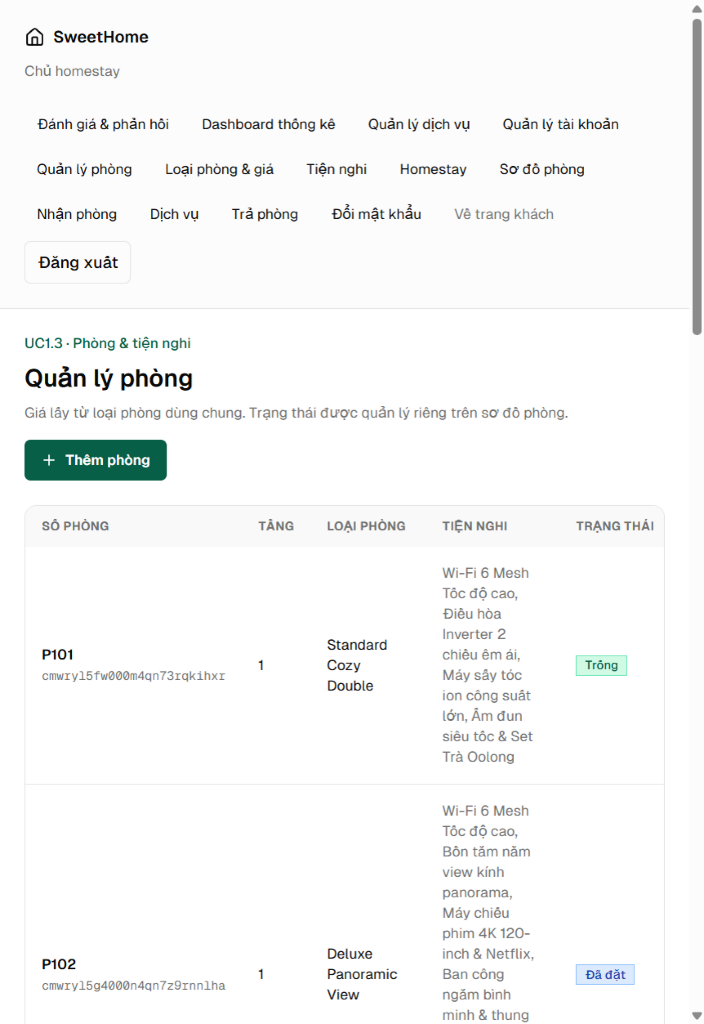 SweetHome
Chủ homestay
Đánh giá & phản hồi
Dashboard thống kê
Quản lý dịch vụ
Quản lý tài khoản
Quản lý phòng
Loại phòng & giá
Tiện nghi
Homestay
Sơ đồ phòng
Nhận phòng
Dịch vụ
Trả phòng
Đổi mật khẩu
Về trang khách
Đăng xuất
UC1.3 · Phòng & tiện nghi
Quản lý phòng
Giá lấy từ loại phòng dùng chung. Trạng thái được quản lý riêng trên sơ đồ phòng.
+ Thêm phòng
SỐ PHÒNG
TẦNG
LOẠI PHÒNG
TIỆN NGHI
TRẠNG THÁI
P101
cmwryl5fw000m4qn73rqkihxr
1
Standard
Cozy
Double
Wi-Fi 6 Mesh
Tốc độ cao,
Điều hòa
Inverter 2
chiều êm ái,
Máy sấy tóc
ion công suất
lớn, Ấm đun
siêu tốc & Set
Trà Oolong
Trống
P102
cmwryl5g4000n4qn7z9rnnlha
1
Deluxe
Panoramic
View
Wi-Fi 6 Mesh
Tốc độ cao,
Bồn tắm nằm
view kính
panorama,
Máy chiếu
phim 4K 120-
inch & Netflix,
Ban công
ngắm bình
minh & thung
Đã đặt